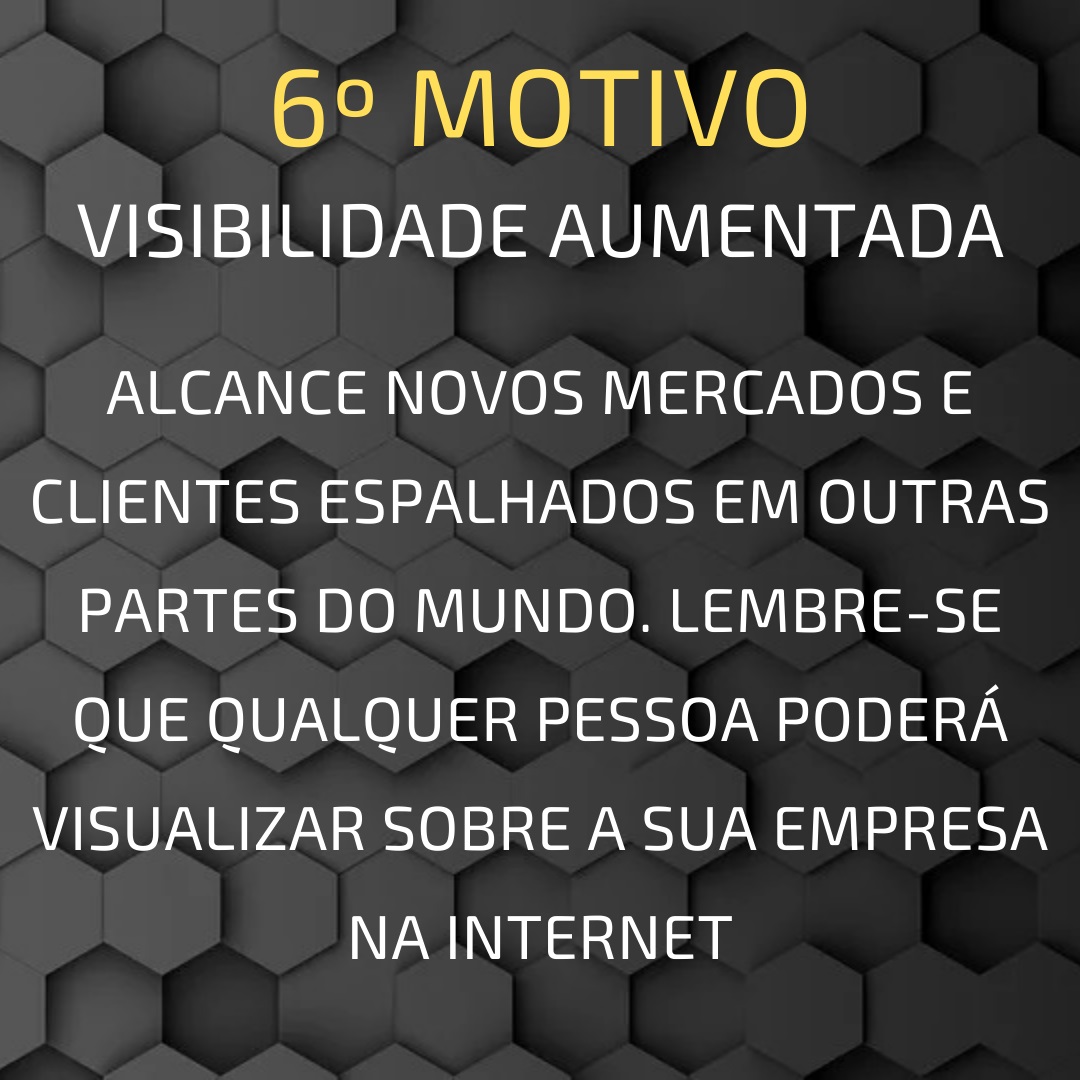 6º MOTIVO
VISIBILIDADE AUMENTADA
ALCANCE NOVOS MERCADOS E
CLIENTES ESPALHADOS EM OUTRAS
PARTES DO MUNDO. LEMBRE-SE
QUE QUALQUER PESSOA PODERÁ
VISUALIZAR SOBRE A SUA EMPRESA
NA INTERNET